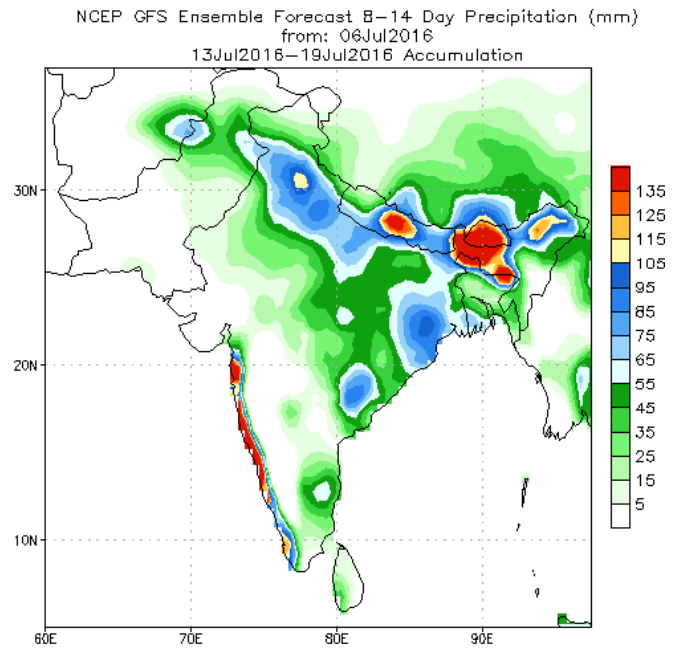 NCEP GFS Ensemble Forecast 8-14 Day Precipitation (mm)
from: 06Jul2016
13Jul2016-19Jul2016 Accumulation
30N
20N
10N
60E 70E 80E 90E
135
125
115
105
95
85
75
65
55
45
35
25
15
5